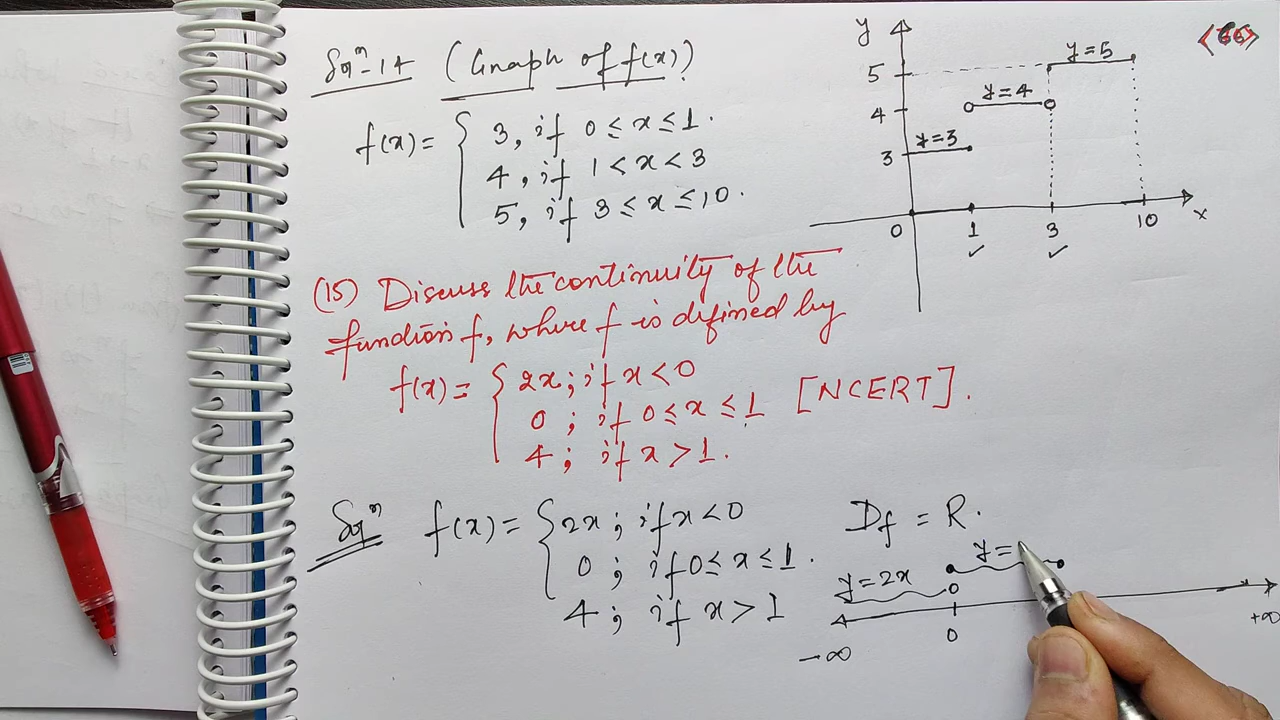 Solⁿ-14 (Graph of f(x))
f(x) = { 3, if 0 ≤ x ≤ 1.
4, if 1 < x < 3
5, if 3 ≤ x ≤ 10.
y
5
4
3
y=5
y=4
y=3
0
1
3
10
x
✓
✓
(15) Discuss the continuity of the
function f, where f is defined by
f(x) = { 2x; if x < 0
0 ; if 0 ≤ x ≤ 1 [NCERT].
4 ; if x > 1.
Solⁿ f(x) = { 2x ; if x < 0
0 ; if 0 ≤ x ≤ 1.
4 ; if x > 1
Df = R.
y=
y=2x
0
-∞
+∞